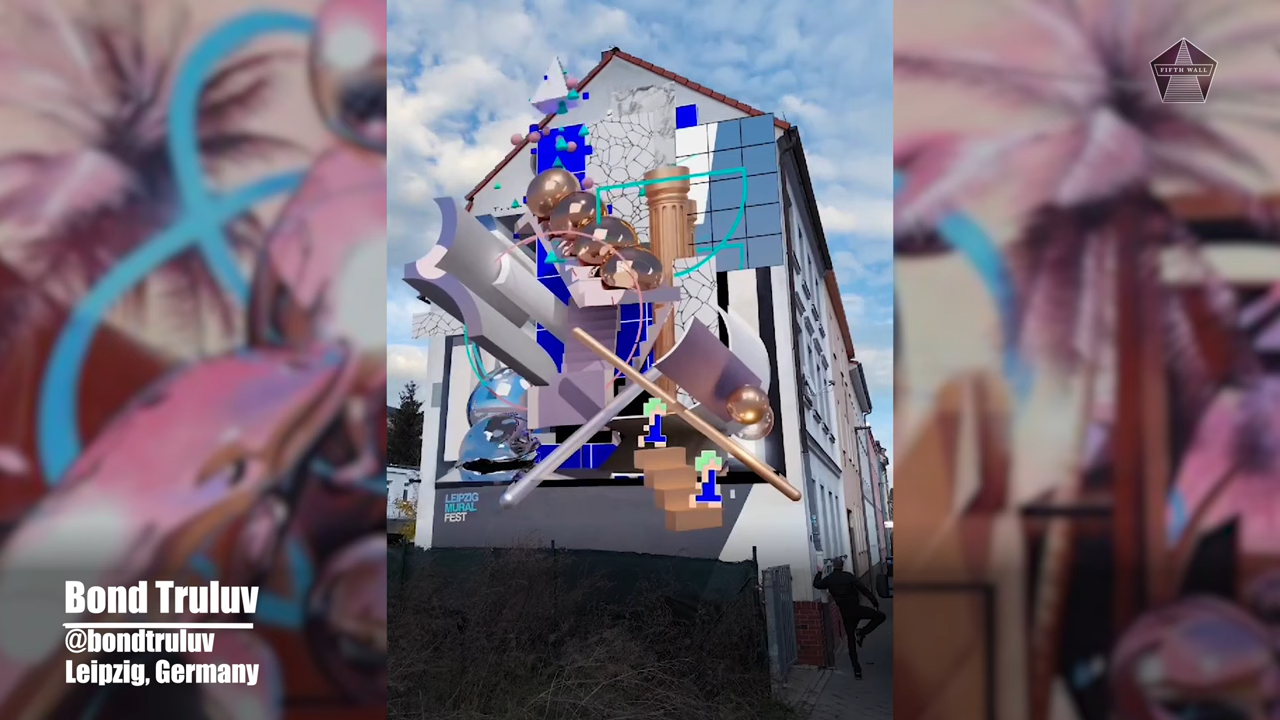 FIFTH WALL
LEIPZIG
MURAL
FEST
Bond Truluv
@bondtruluv
Leipzig, Germany